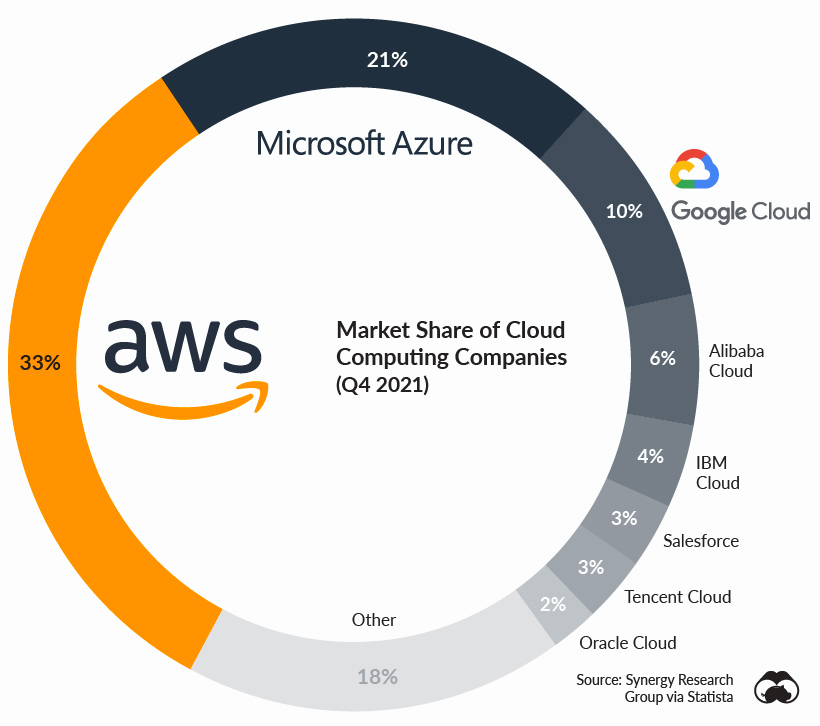 21%
Microsoft Azure
10%
Google Cloud
33%
aws
Market Share of Cloud
Computing Companies
(Q4 2021)
6%
Alibaba
Cloud
4%
IBM
Cloud
3%
Salesforce
3%
Tencent Cloud
2%
Oracle Cloud
Other
18%
Source: Synergy Research
Group via Statista